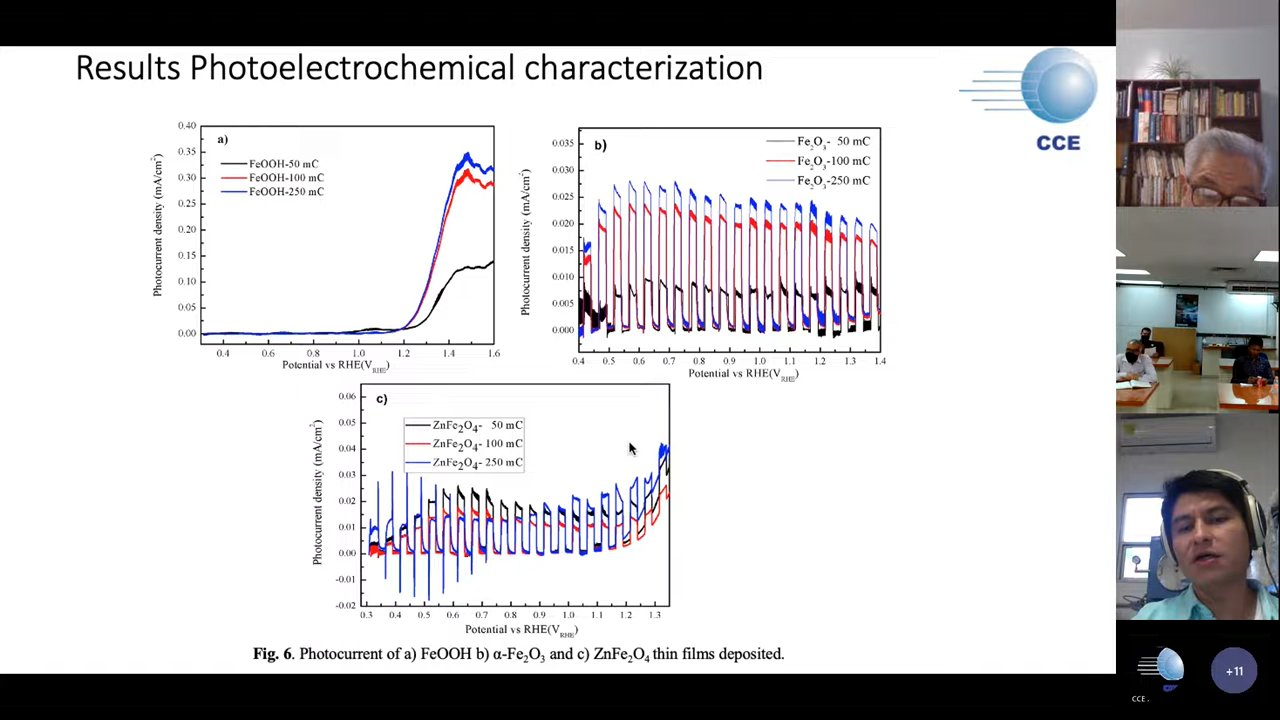 Results Photoelectrochemical characterization
CCE
a)
FeOOH-50 mC
FeOOH-100 mC
FeOOH-250 mC
Photocurrent density (mA/cm²)
0.40
0.35
0.30
0.25
0.20
0.15
0.10
0.05
0.00
0.4 0.6 0.8 1.0 1.2 1.4 1.6
Potential vs RHE(V_RHE)
b)
Fe₂O₃- 50 mC
Fe₂O₃-100 mC
Fe₂O₃-250 mC
Photocurrent density (mA/cm²)
0.035
0.030
0.025
0.020
0.015
0.010
0.005
0.000
0.4 0.5 0.6 0.7 0.8 0.9 1.0 1.1 1.2 1.3 1.4
Potential vs RHE(V_RHE)
c)
ZnFe₂O₄- 50 mC
ZnFe₂O₄- 100 mC
ZnFe₂O₄- 250 mC
Photocurrent density (mA/cm²)
0.06
0.05
0.04
0.03
0.02
0.01
0.00
-0.01
-0.02
0.3 0.4 0.5 0.6 0.7 0.8 0.9 1.0 1.1 1.2 1.3
Potential vs RHE(V_RHE)
Fig. 6. Photocurrent of a) FeOOH b) α-Fe₂O₃ and c) ZnFe₂O₄ thin films deposited.
CCE .
+11